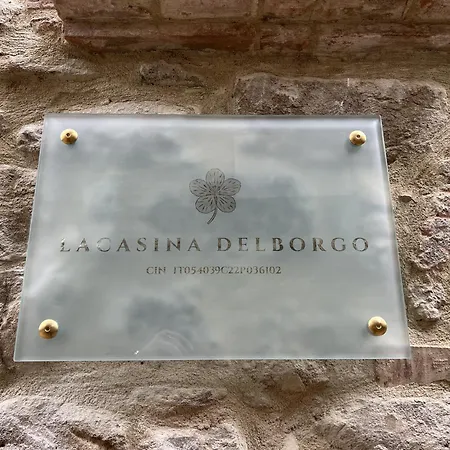 LACASINA DELBORGO
CIN IT054039C22P036102